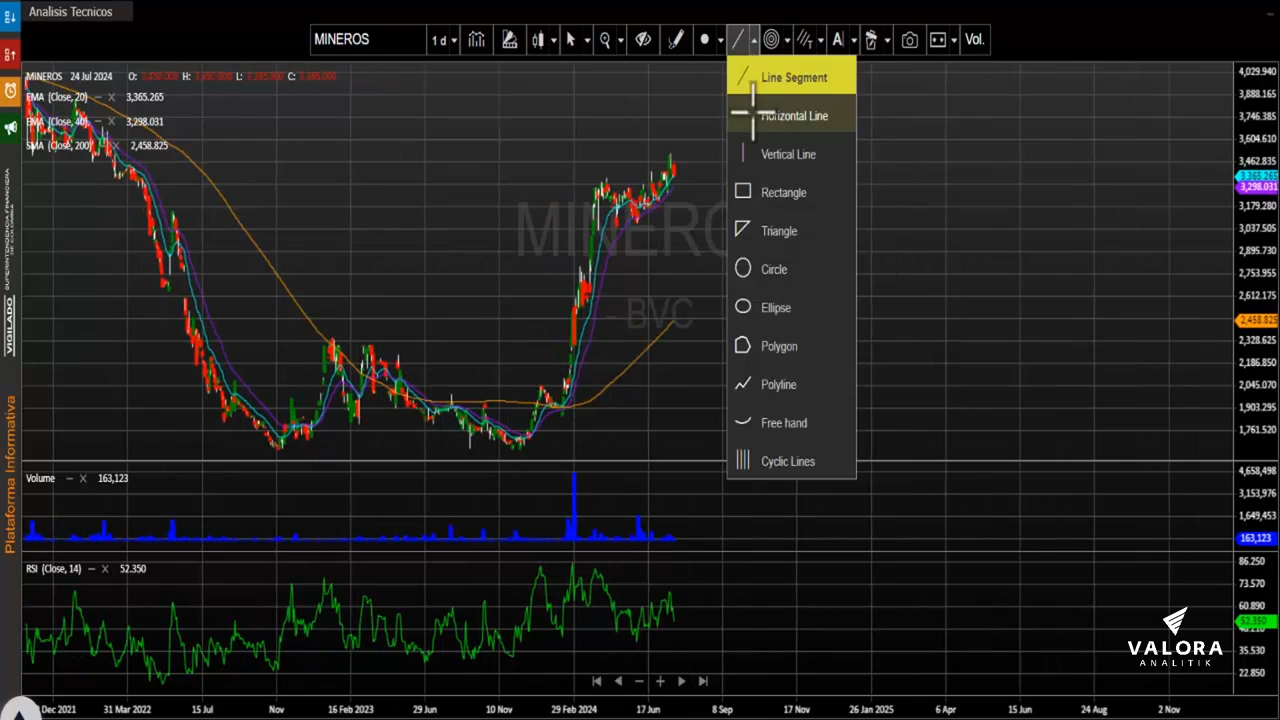 Analisis Tecnicos
MINEROS
1 d
A
Vol.
MINEROS 24 Jul 2024 O: 3,450.000 H: 3,450.000 L: 3,365.000 C: 3,365.000
EMA (Close, 20) 3,365.265
EMA (Close, 40) 3,298.031
SMA (Close, 200) 2,458.825
Line Segment
Horizontal Line
Vertical Line
Rectangle
Triangle
Circle
Ellipse
Polygon
Polyline
Free hand
Cyclic Lines
MINERO
- BVC
4,029.940
3,888.165
3,746.385
3,604.610
3,462.835
3,365.265
3,298.031
3,179.280
3,037.505
2,895.730
2,753.955
2,612.175
2,458.825
2,328.625
2,186.850
2,045.070
1,903.295
1,761.520
Volume 163,123
4,658,498
3,153,976
1,649,453
163,123
RSI (Close, 14) 52.350
86.250
73.570
60.890
52.350
35.530
22.850
VIGILADO SUPERINTENDENCIA FINANCIERA DE COLOMBIA
Plataforma Informativa
VALORA
ANALITIK
Dec 2021 31 Mar 2022 15 Jul Nov 16 Feb 2023 29 Jun 10 Nov 29 Feb 2024 17 Jun 8 Sep 17 Nov 26 Jan 2025 6 Apr 15 Jun 24 Aug 2 Nov